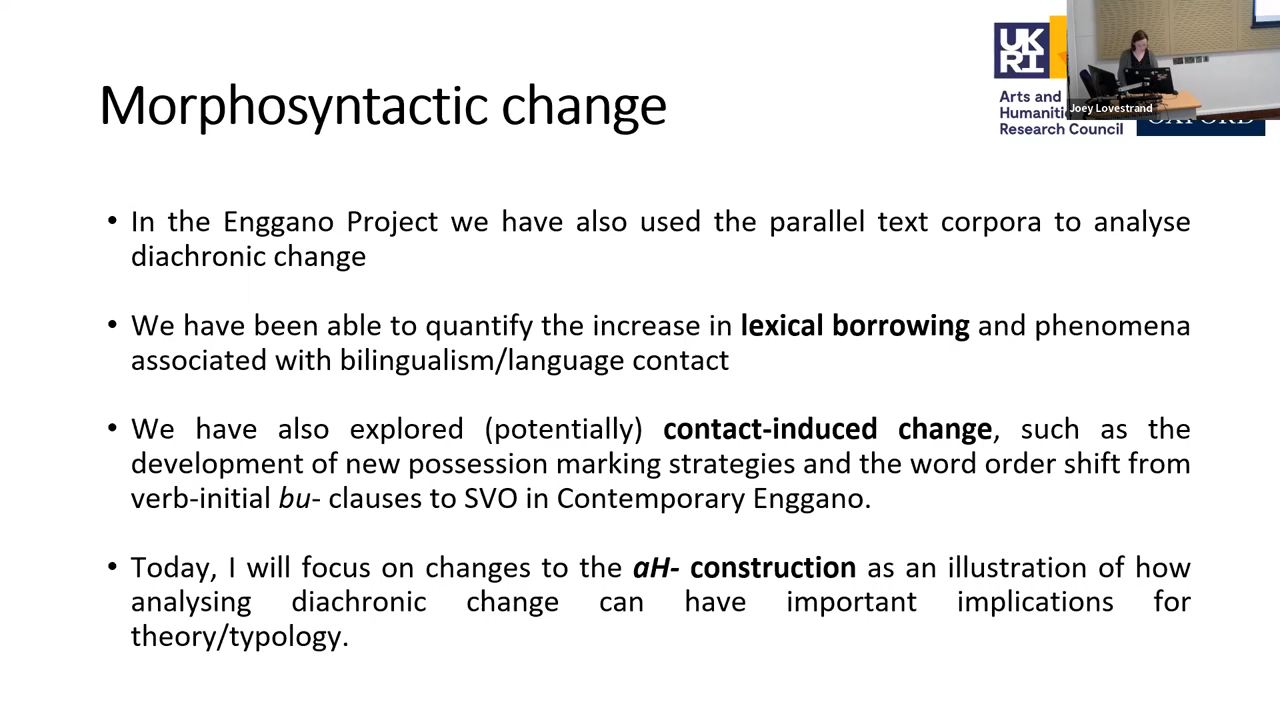 Morphosyntactic change
UK
RI
Arts and
Humaniti
Research Council
OXFORD
Joey Lovestrand
• In the Enggano Project we have also used the parallel text corpora to analyse
diachronic change
• We have been able to quantify the increase in lexical borrowing and phenomena
associated with bilingualism/language contact
• We have also explored (potentially) contact-induced change, such as the
development of new possession marking strategies and the word order shift from
verb-initial bu- clauses to SVO in Contemporary Enggano.
• Today, I will focus on changes to the aH- construction as an illustration of how
analysing diachronic change can have important implications for
theory/typology.